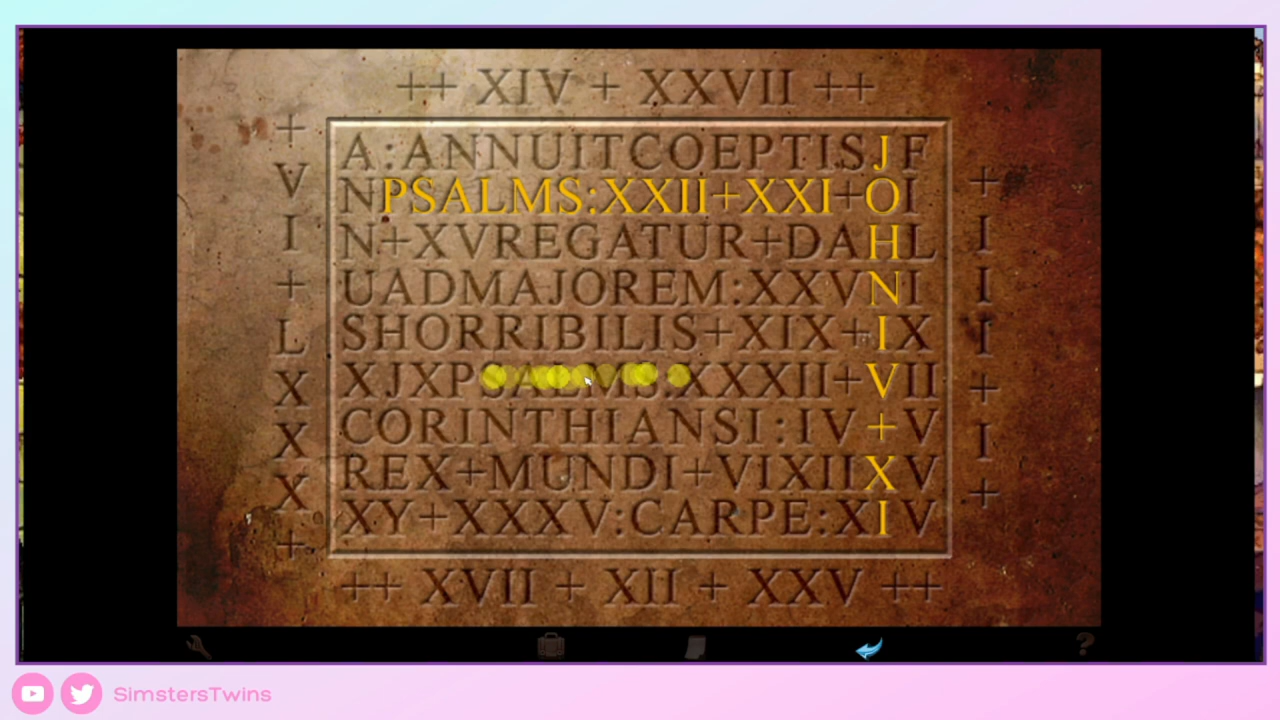 ++ XIV + XXVII ++
+
V
I
+
L
X
X
X
+
A:ANNUITCOEPTISJF
NPSALMS:XXII+XXI+OI
N+XVREGATUR+DAHL
UADMAJOREM:XXVNI
SHORRIBILIS+XIX+IX
XJXPSALMS:XXXII+VII
CORINTHIANSI:IV+V
REX+MUNDI+VIXIIXV
XY+XXXV:CARPE:XIV
+
I
I
I
+
I
+
++ XVII + XII + XXV ++
?
SimstersTwins